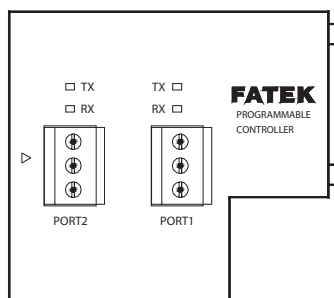 TX TX
RX RX
FATEK
PROGRAMMABLE
CONTROLLER
PORT2 PORT1